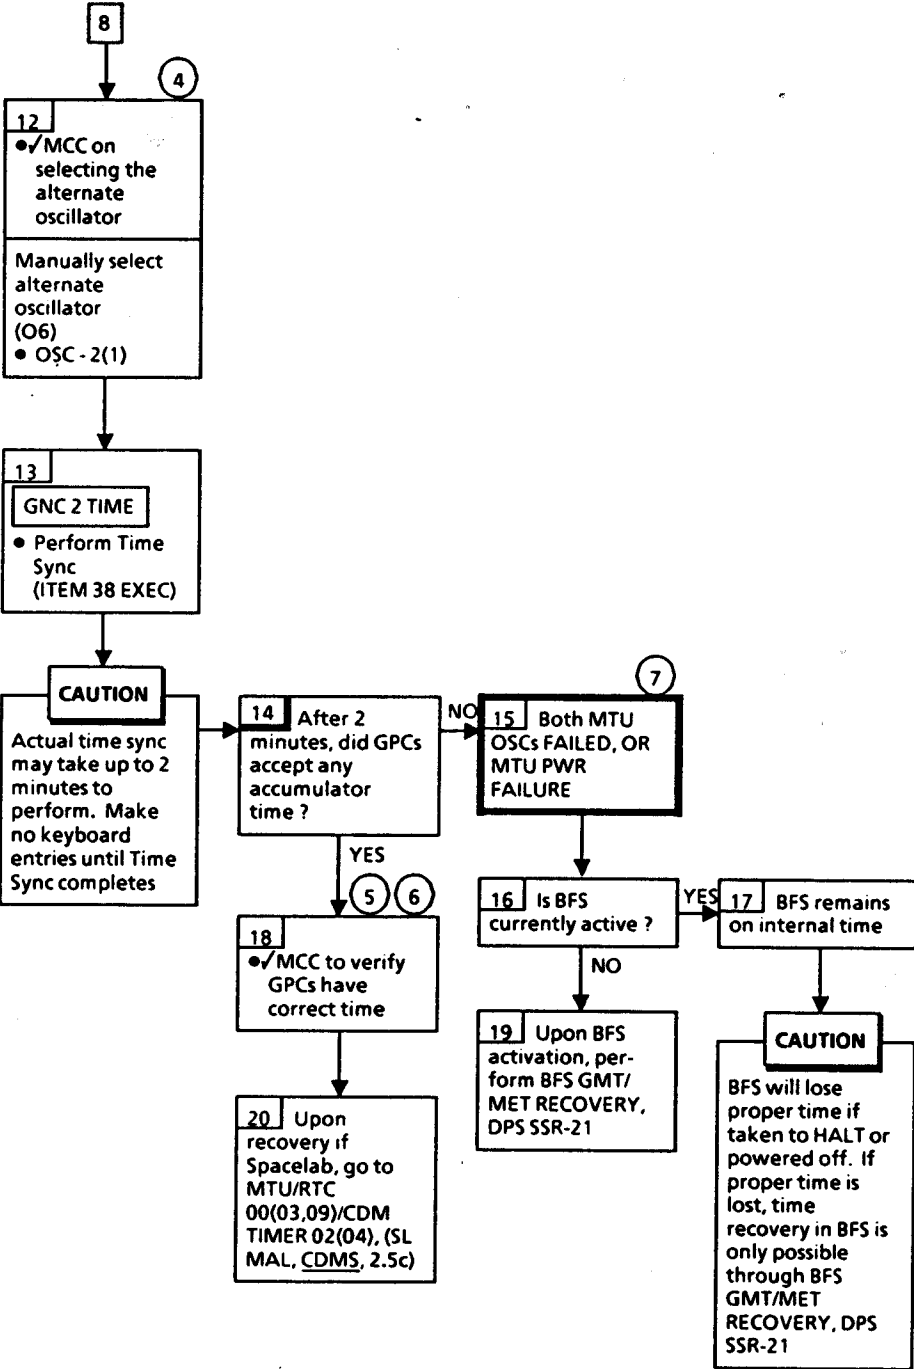 8
4
12
●✓MCC on
selecting the
alternate
oscillator
Manually select
alternate
oscillator
(O6)
● OSC - 2(1)
13
GNC 2 TIME
● Perform Time
Sync
(ITEM 38 EXEC)
CAUTION
Actual time sync
may take up to 2
minutes to
perform. Make
no keyboard
entries until Time
Sync completes
14 After 2
minutes, did GPCs
accept any
accumulator
time ?
NO
YES
7
15 Both MTU
OSCs FAILED, OR
MTU PWR
FAILURE
16 Is BFS
currently active ?
YES
NO
17 BFS remains
on internal time
5 6
18
●✓MCC to verify
GPCs have
correct time
19 Upon BFS
activation, per-
form BFS GMT/
MET RECOVERY,
DPS SSR-21
CAUTION
BFS will lose
proper time if
taken to HALT or
powered off. If
proper time is
lost, time
recovery in BFS is
only possible
through BFS
GMT/MET
RECOVERY, DPS
SSR-21
20 Upon
recovery if
Spacelab, go to
MTU/RTC
00(03,09)/CDM
TIMER 02(04), (SL
MAL, CDMS, 2.5c)